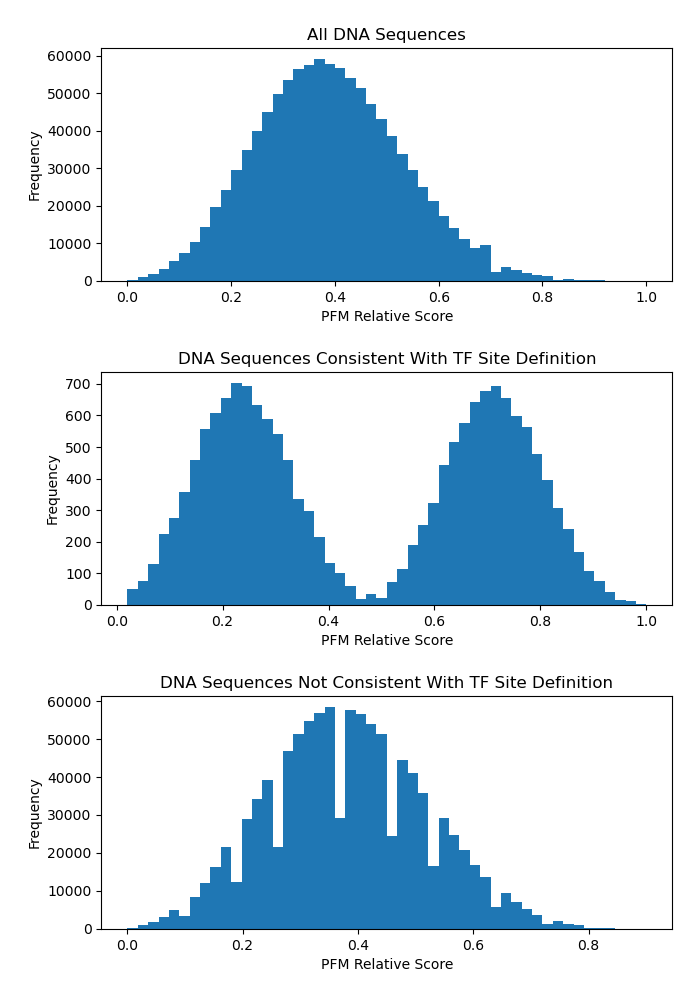 All DNA Sequences
60000
50000
40000
30000
20000
10000
0
Frequency
0.0 0.2 0.4 0.6 0.8 1.0
PFM Relative Score
DNA Sequences Consistent With TF Site Definition
700
600
500
400
300
200
100
0
Frequency
0.0 0.2 0.4 0.6 0.8 1.0
PFM Relative Score
DNA Sequences Not Consistent With TF Site Definition
60000
50000
40000
30000
20000
10000
0
Frequency
0.0 0.2 0.4 0.6 0.8
PFM Relative Score